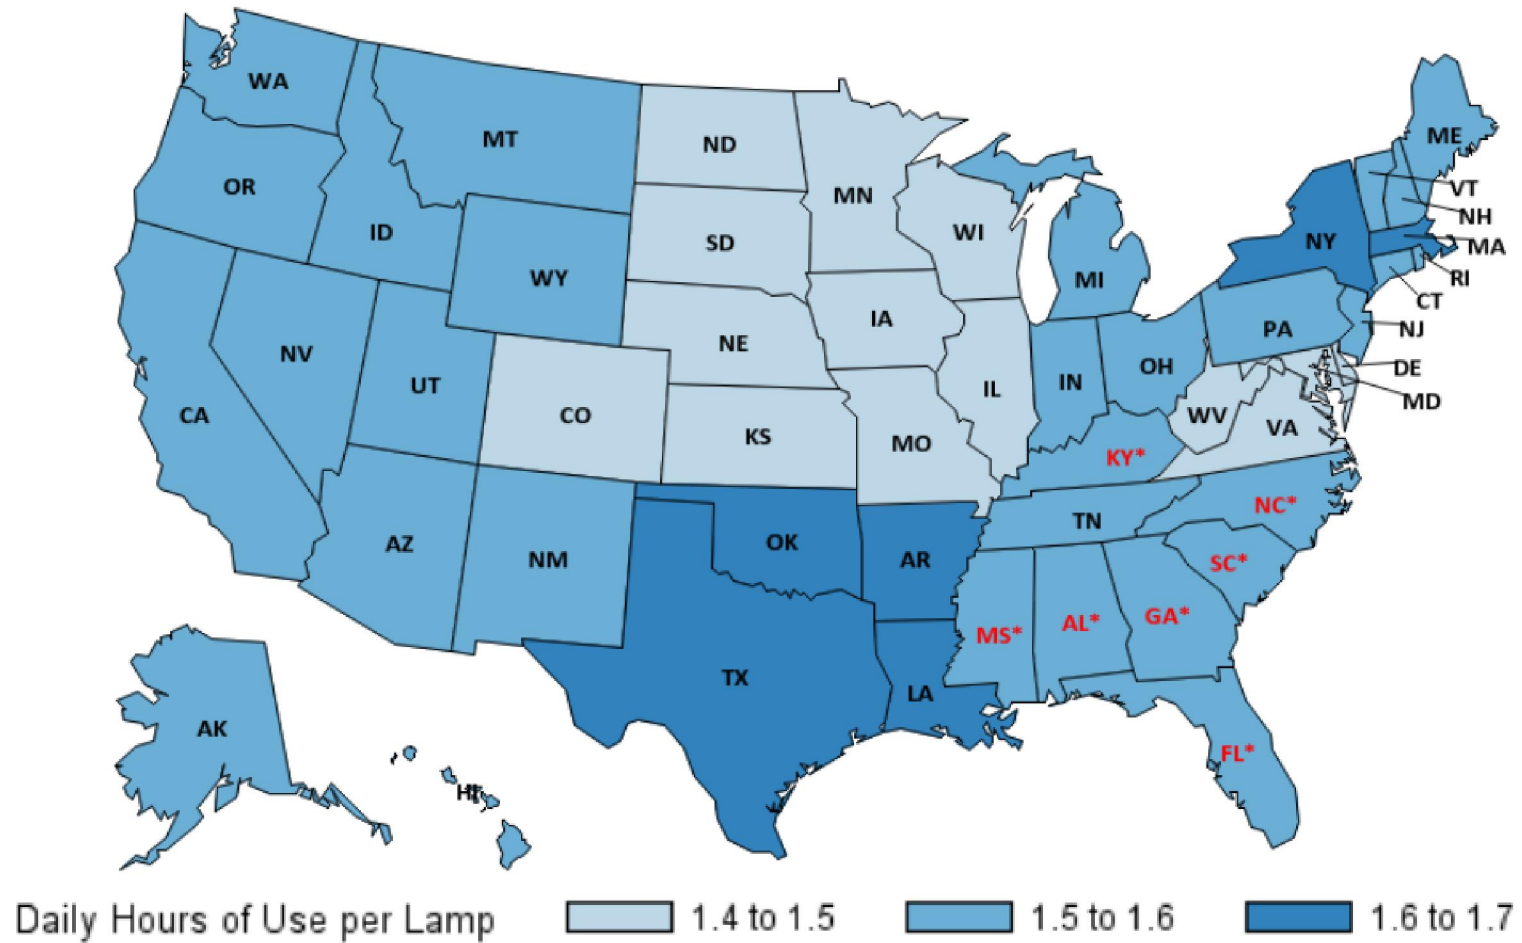 WA
MT
ND
MN
ME
OR
ID
SD
WI
VT
NH
NY
MA
WY
MI
RI
CT
NV
UT
NE
IA
PA
NJ
OH
DE
CA
CO
KS
MO
IL
IN
WV
VA
MD
KY*
AZ
NM
OK
AR
TN
NC*
SC*
MS*
AL*
GA*
TX
LA
AK
HI
FL*
Daily Hours of Use per Lamp 1.4 to 1.5 1.5 to 1.6 1.6 to 1.7